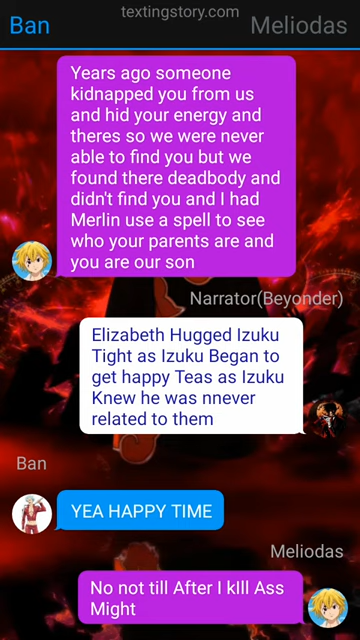 textingstory.com
Ban
Meliodas
Years ago someone
kidnapped you from us
and hid your energy and
theres so we were never
able to find you but we
found there deadbody and
didn't find you and I had
Merlin use a spell to see
who your parents are and
you are our son
Narrator(Beyonder)
Elizabeth Hugged Izuku
Tight as Izuku Began to
get happy Teas as Izuku
Knew he was nnever
related to them
Ban
YEA HAPPY TIME
Meliodas
No not till After I kIll Ass
Might